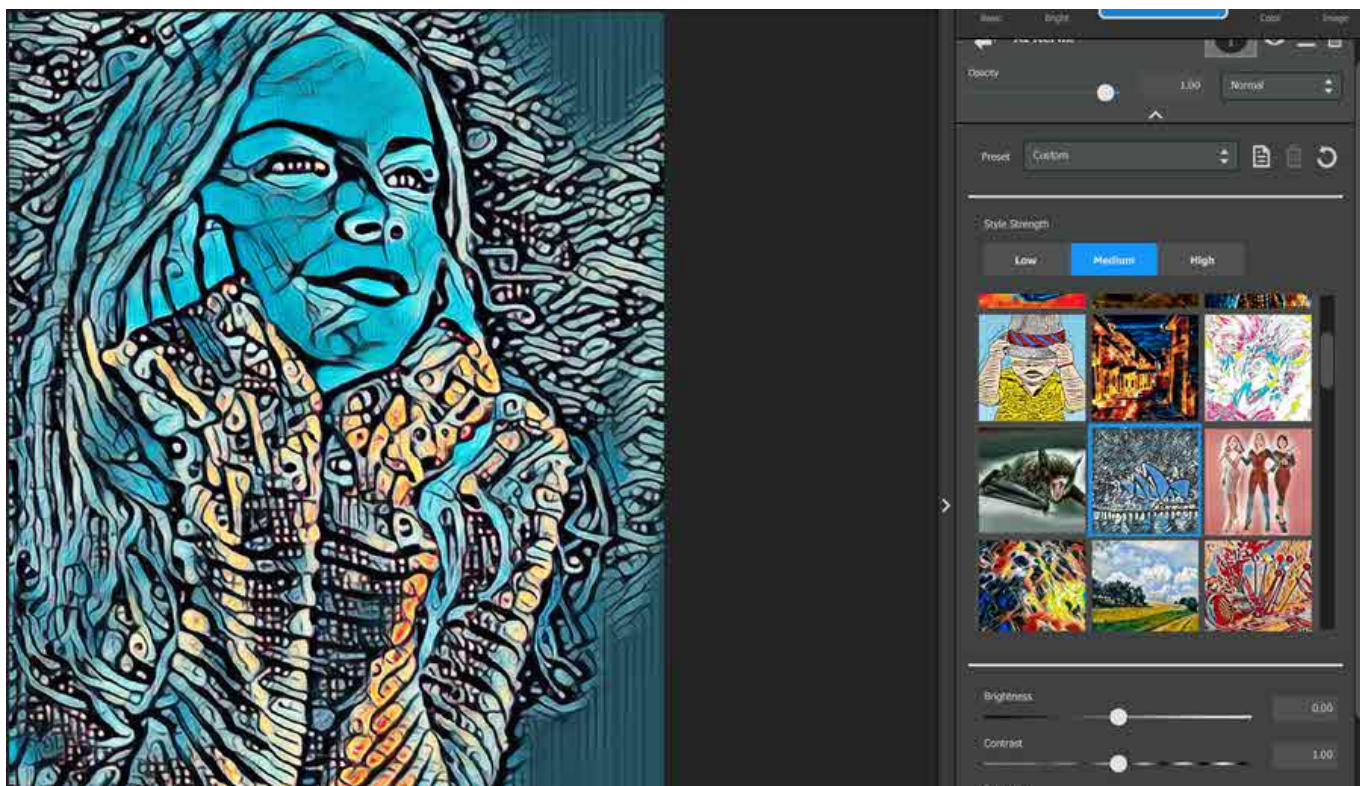 Basic Bright Color Image
Opacity 1.00 Normal
Preset Custom
Style Strength
Low Medium High
Brightness 0.00
Contrast 1.00